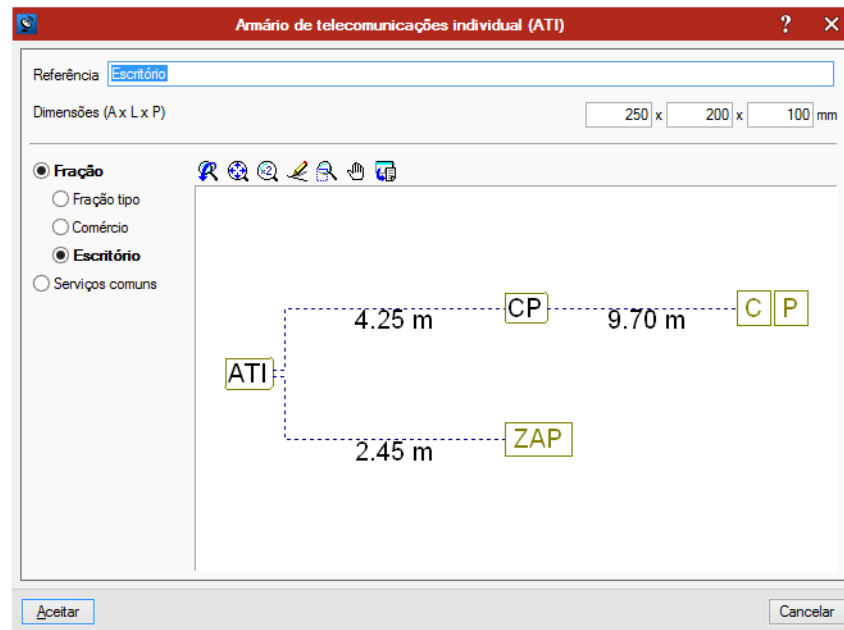 Armário de telecomunicações individual (ATI) ?
Referência Escritório
Dimensões (A x L x P) 250 x 200 x 100 mm
Fração
Fração tipo
Comércio
Escritório
Serviços comuns
x2
4.25 m CP 9.70 m C P
ATI
2.45 m ZAP
Aceitar Cancelar